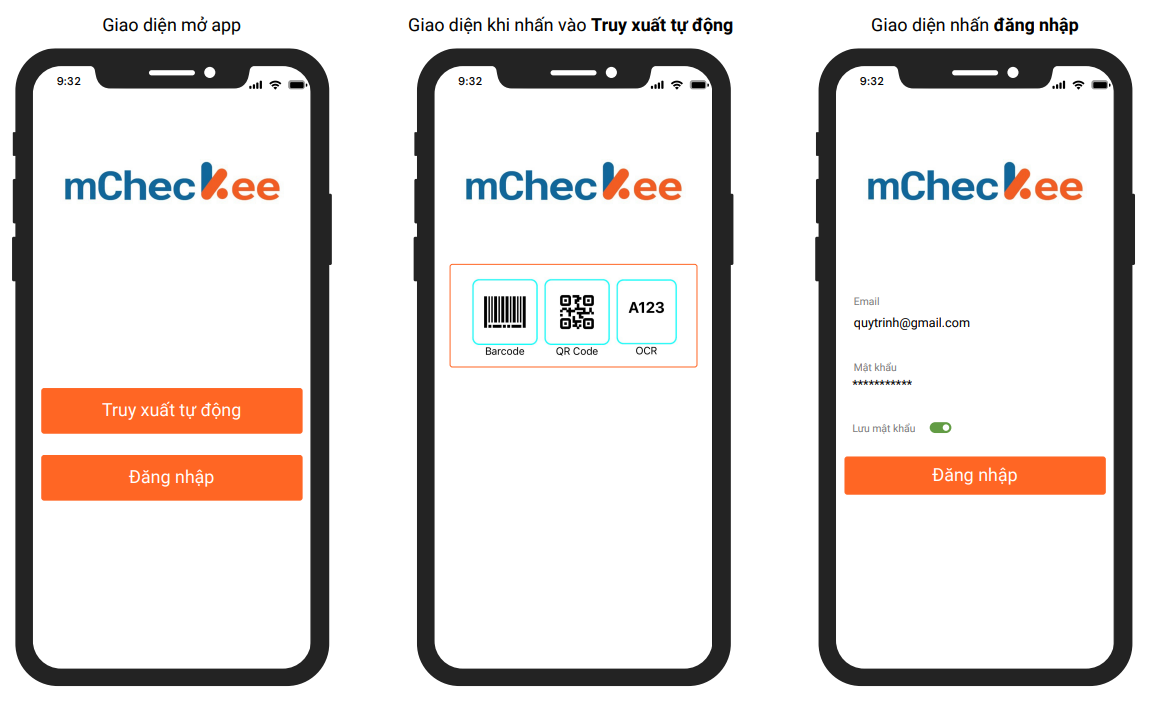 Giao diện mở app
9:32
mCheckee
Truy xuất tự động
Đăng nhập
Giao diện khi nhấn vào Truy xuất tự động
9:32
mCheckee
A123
Barcode
QR Code
OCR
Giao diện nhấn đăng nhập
9:32
mCheckee
Email
quytrinh@gmail.com
Mật khẩu
***********
Lưu mật khẩu
Đăng nhập